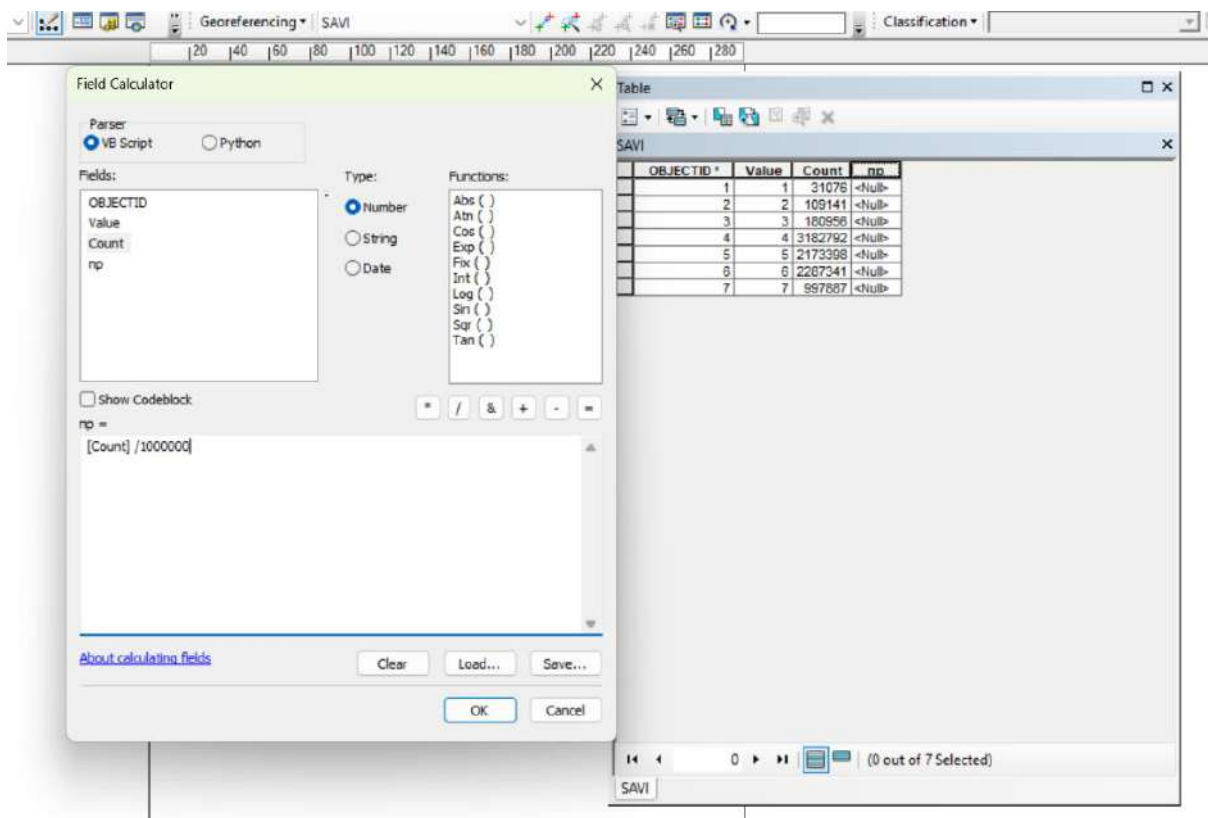 Georeferencing SAVI Classification
20 40 60 80 100 120 140 160 180 200 220 240 260 280
Field Calculator
Parser
VB Script Python
Fields:
OBJECTID
Value
Count
np
Type:
Number
String
Date
Functions:
Abs ( )
Atn ( )
Cos ( )
Exp ( )
Fix ( )
Int ( )
Log ( )
Sin ( )
Sqr ( )
Tan ( )
Show Codeblock
* / & + - =
np =
[Count] /1000000
About calculating fields
Clear Load... Save...
OK Cancel
Table
SAVI
OBJECTID * Value Count np
1 1 31076 <Null>
2 2 109141 <Null>
3 3 180956 <Null>
4 4 3182792 <Null>
5 5 2173398 <Null>
6 6 2287341 <Null>
7 7 997887 <Null>
0 (0 out of 7 Selected)
SAVI